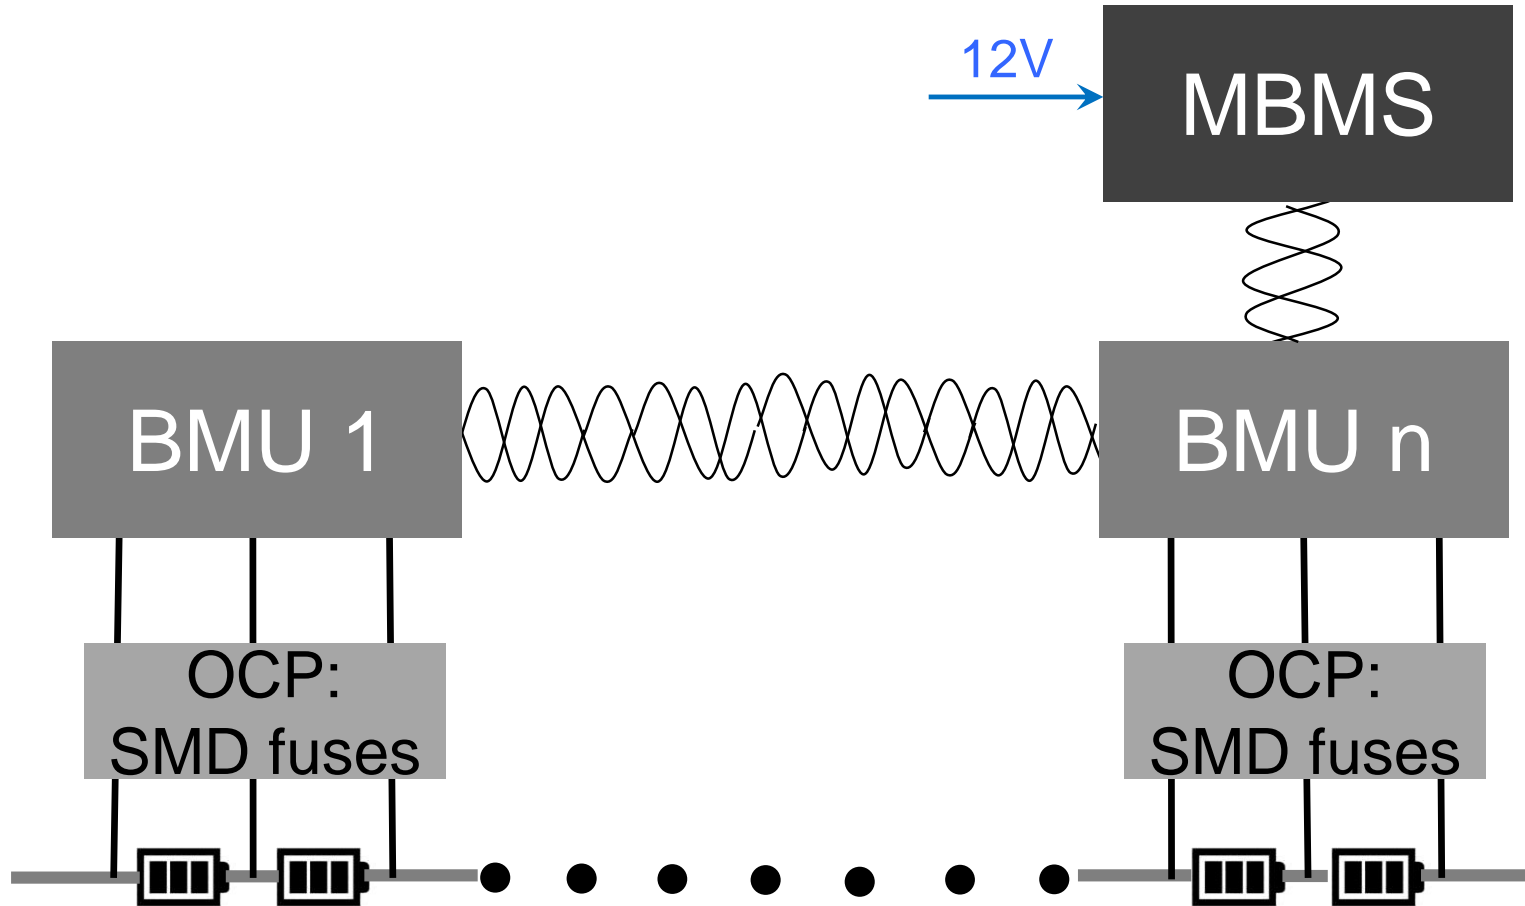 12V
MBMS
BMU 1
BMU n
OCP:
SMD fuses
OCP:
SMD fuses